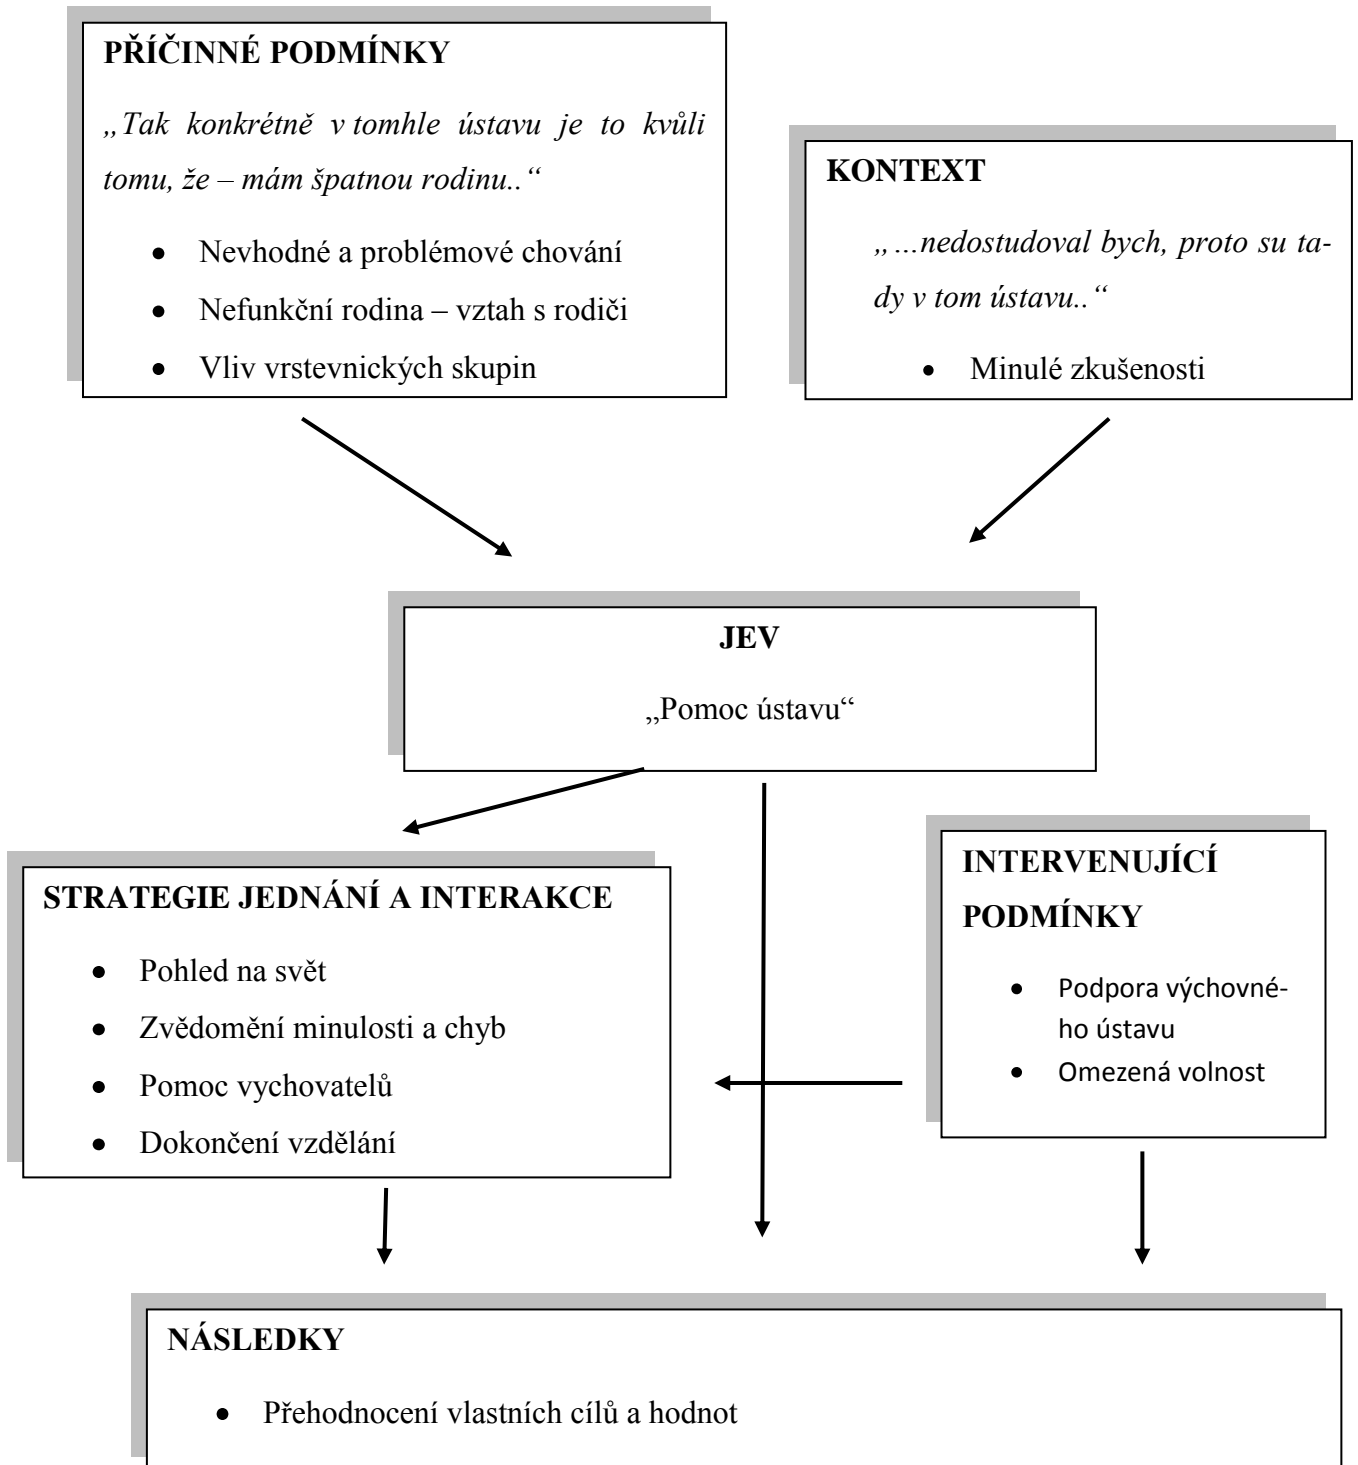 PŘÍČINNÉ PODMÍNKY
„Tak konkrétně v tomhle ústavu je to kvůli
tomu, že – mám špatnou rodinu..“
• Nevhodné a problémové chování
• Nefunkční rodina – vztah s rodiči
• Vliv vrstevnických skupin
KONTEXT
„…nedostudoval bych, proto su ta-
dy v tom ústavu..“
• Minulé zkušenosti
JEV
„Pomoc ústavu“
STRATEGIE JEDNÁNÍ A INTERAKCE
• Pohled na svět
• Zvědomění minulosti a chyb
• Pomoc vychovatelů
• Dokončení vzdělání
INTERVENUJÍCÍ
PODMÍNKY
• Podpora výchovné-
ho ústavu
• Omezená volnost
NÁSLEDKY
• Přehodnocení vlastních cílů a hodnot